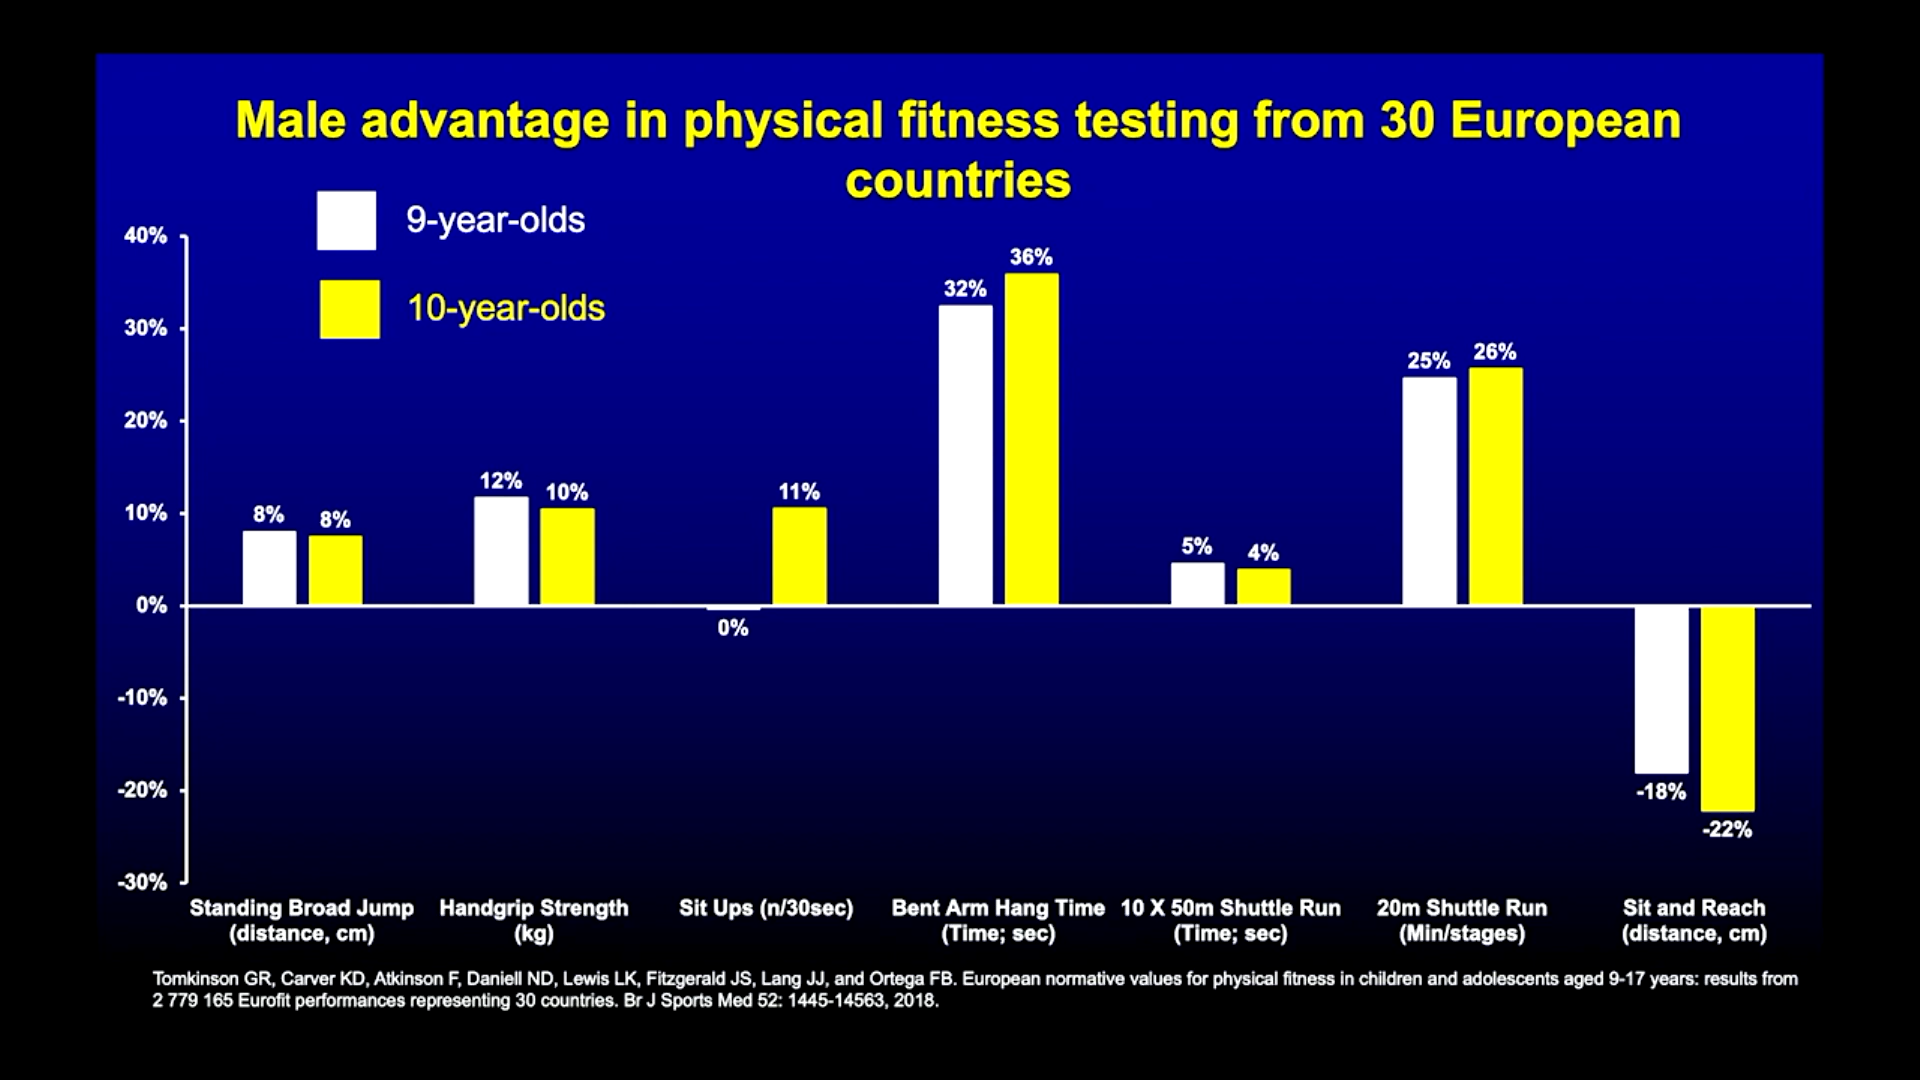 Male advantage in physical fitness testing from 30 European
countries
9-year-olds
10-year-olds
40%
30%
20%
10%
0%
-10%
-20%
-30%
8%
8%
12%
10%
0%
11%
32%
36%
5%
4%
25%
26%
-18%
-22%
Standing Broad Jump
(distance, cm)
Handgrip Strength
(kg)
Sit Ups (n/30sec)
Bent Arm Hang Time
(Time; sec)
10 X 50m Shuttle Run
(Time; sec)
20m Shuttle Run
(Min/stages)
Sit and Reach
(distance, cm)
Tomkinson GR, Carver KD, Atkinson F, Daniell ND, Lewis LK, Fitzgerald JS, Lang JJ, and Ortega FB. European normative values for physical fitness in children and adolescents aged 9-17 years: results from
2 779 165 Eurofit performances representing 30 countries. Br J Sports Med 52: 1445-14563, 2018.